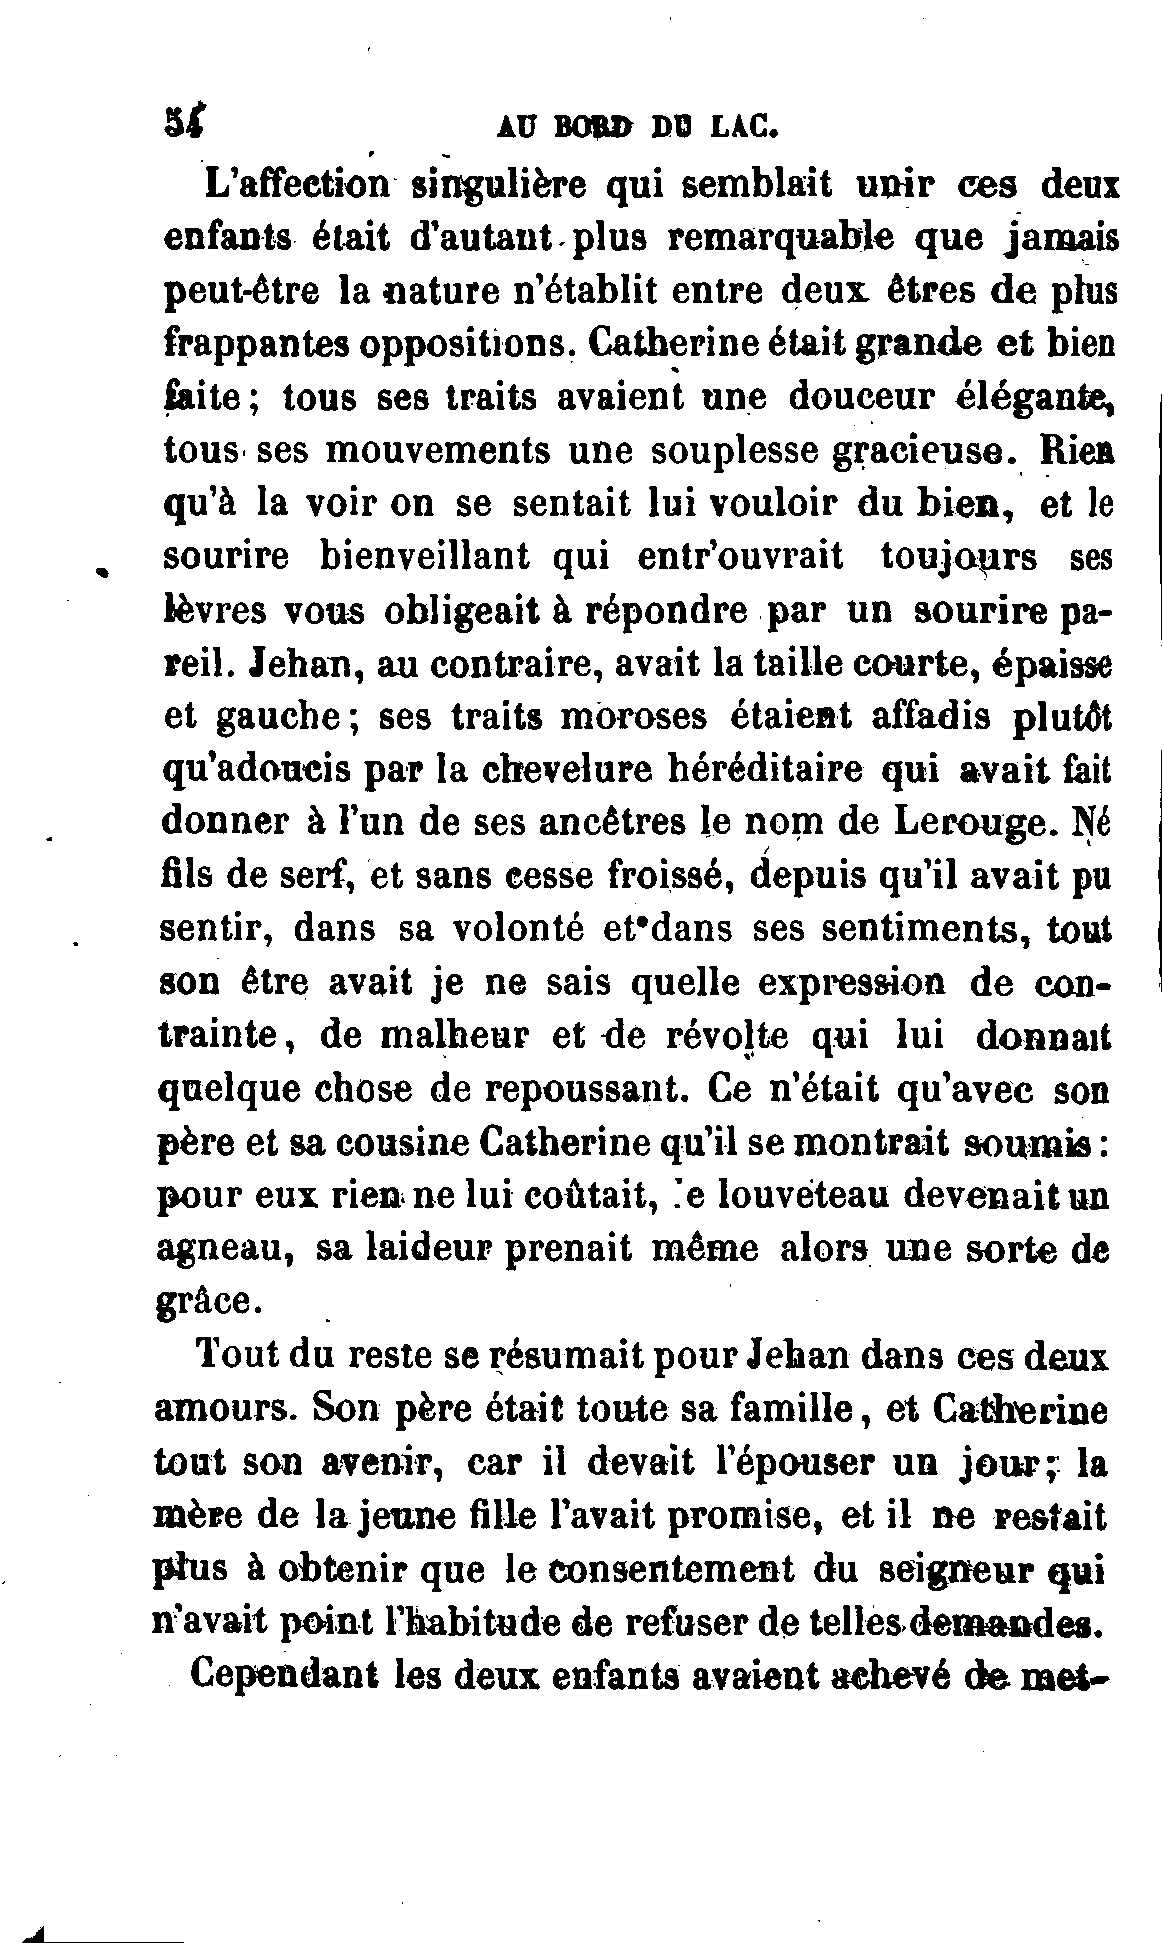 54 AU BORD DU LAC.
L'affection singulière qui semblait unir ces deux
enfants était d'autant plus remarquable que jamais
peut-être la nature n'établit entre deux êtres de plus
frappantes oppositions. Catherine était grande et bien
faite; tous ses traits avaient une douceur élégante,
tous ses mouvements une souplesse gracieuse. Rien
qu'à la voir on se sentait lui vouloir du bien, et le
sourire bienveillant qui entr'ouvrait toujours ses
lèvres vous obligeait à répondre par un sourire pa-
reil. Jehan, au contraire, avait la taille courte, épaisse
et gauche; ses traits moroses étaient affadis plutôt
qu'adoucis par la chevelure héréditaire qui avait fait
donner à l'un de ses ancêtres le nom de Lerouge. Né
fils de serf, et sans cesse froissé, depuis qu'il avait pu
sentir, dans sa volonté et dans ses sentiments, tout
son être avait je ne sais quelle expression de con-
trainte, de malheur et de révolte qui lui donnait
quelque chose de repoussant. Ce n'était qu'avec son
père et sa cousine Catherine qu'il se montrait soumis:
pour eux rien ne lui coûtait, le louveteau devenait un
agneau, sa laideur prenait même alors une sorte de
grâce.
Tout du reste se résumait pour Jehan dans ces deux
amours. Son père était toute sa famille, et Catherine
tout son avenir, car il devait l'épouser un jour; la
mère de la jeune fille l'avait promise, et il ne restait
plus à obtenir que le consentement du seigneur qui
n'avait point l'habitude de refuser de telles demandes.
Cependant les deux enfants avaient achevé de met-